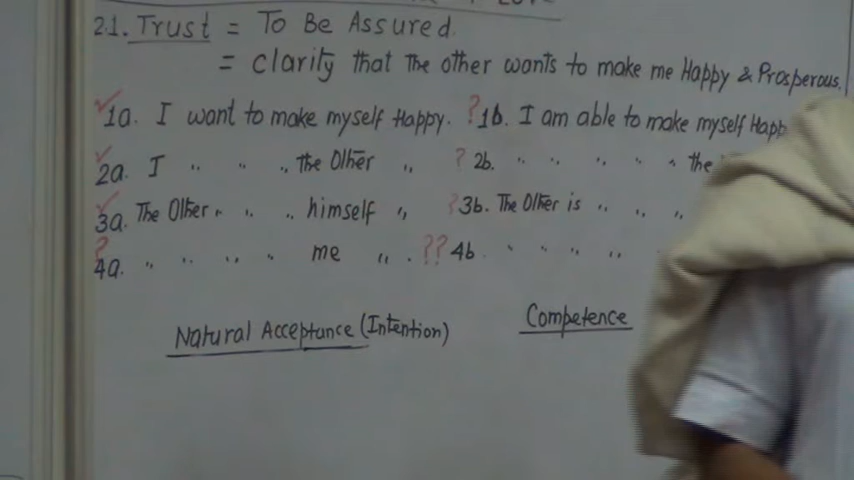 2.1. Trust = To Be Assured.
= clarity that the other wants to make me Happy & Prosperous.
✓1a. I want to make myself Happy. ?1b. I am able to make myself Happ
✓2a. I " " " the Other " ? 2b. " " " " " the
✓3a. The Other " " " himself " ?3b. The Other is " " "
?4a. " " " " me " . ??4b " " " "
Natural Acceptance (Intention) Competence